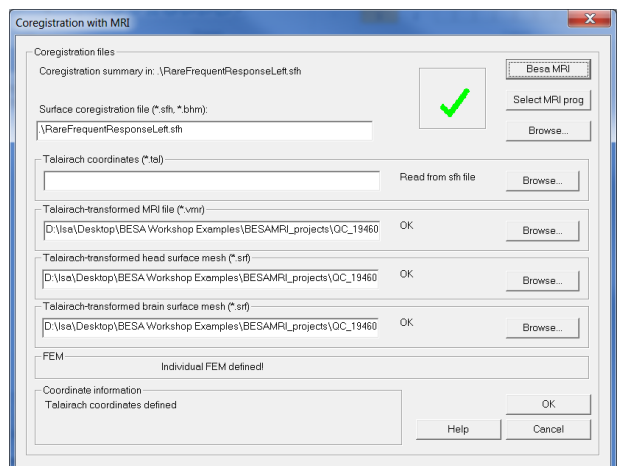 Coregistration with MRI
X
Coregistration files
Coregistration summary in: .\RareFrequentResponseLeft.sfh
Besa MRI
Select MRI prog
Surface coregistration file (*.sfh, *.bhm):
.\RareFrequentResponseLeft.sfh
Browse...
Talairach coordinates (*.tal)
Read from sfh file
Browse...
Talairach-transformed MRI file (*.vmr)
D:\Isa\Desktop\BESA Workshop Examples\BESAMRI_projects\QC_19460
OK
Browse...
Talairach-transformed head surface mesh (*.srf)
D:\Isa\Desktop\BESA Workshop Examples\BESAMRI_projects\QC_19460
OK
Browse...
Talairach-transformed brain surface mesh (*.srf)
D:\Isa\Desktop\BESA Workshop Examples\BESAMRI_projects\QC_19460
OK
Browse...
FEM
Individual FEM defined!
Coordinate information
Talairach coordinates defined
OK
Help
Cancel